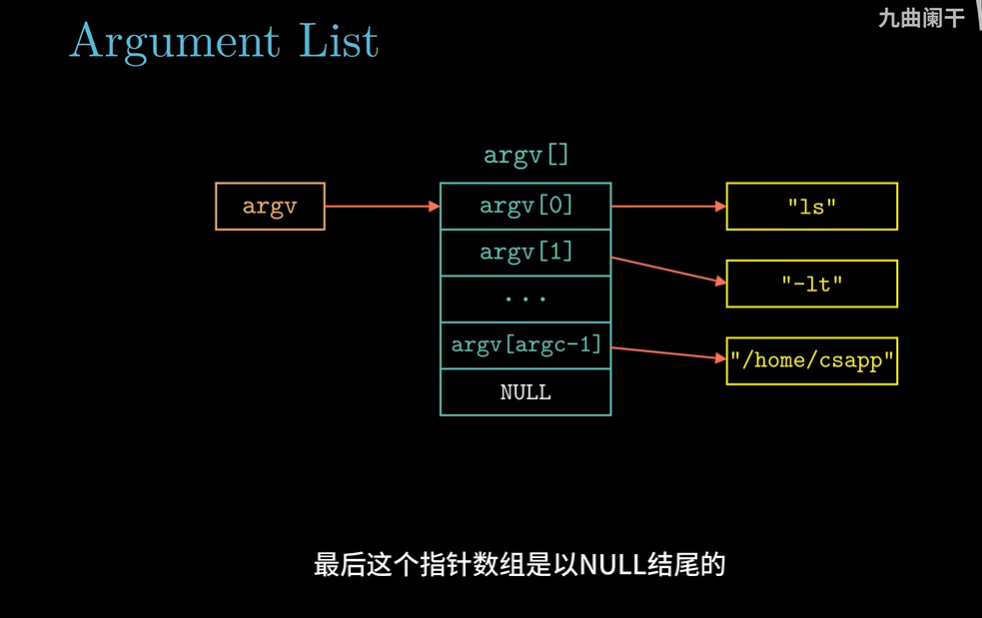 九曲阑干
Argument List
argv[]
argv
argv[0]
"ls"
argv[1]
"-lt"
...
argv[argc-1]
"/home/csapp"
NULL
最后这个指针数组是以NULL结尾的